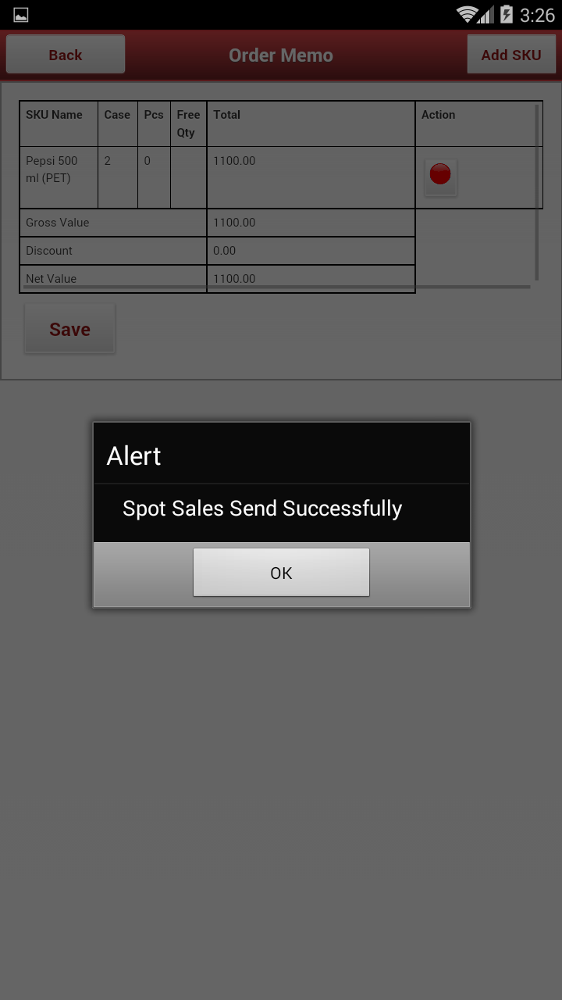 3:26
Back
Order Memo
Add SKU
SKU Name Case Pcs Free Qty Total Action
Pepsi 500 ml (PET) 2 0 1100.00
Gross Value 1100.00
Discount 0.00
Net Value 1100.00
Save
Alert
Spot Sales Send Successfully
OK